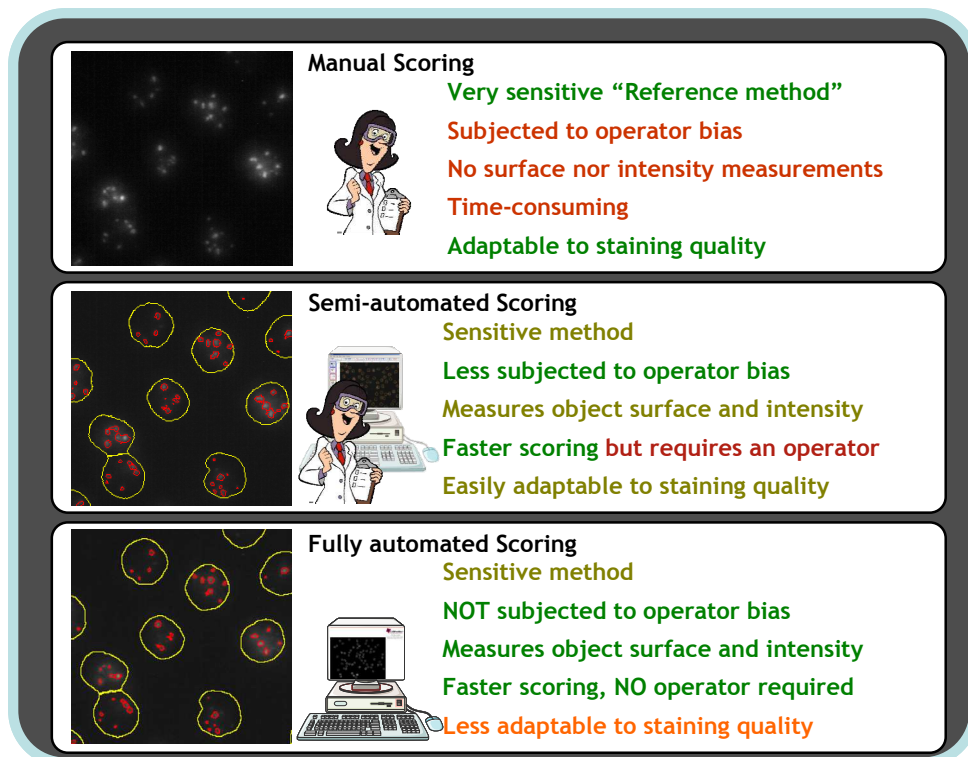 Manual Scoring
Very sensitive “Reference method”
Subjected to operator bias
No surface nor intensity measurements
Time-consuming
Adaptable to staining quality
Semi-automated Scoring
Sensitive method
Less subjected to operator bias
Measures object surface and intensity
Faster scoring but requires an operator
Easily adaptable to staining quality
Fully automated Scoring
Sensitive method
NOT subjected to operator bias
Measures object surface and intensity
Faster scoring, NO operator required
Less adaptable to staining quality